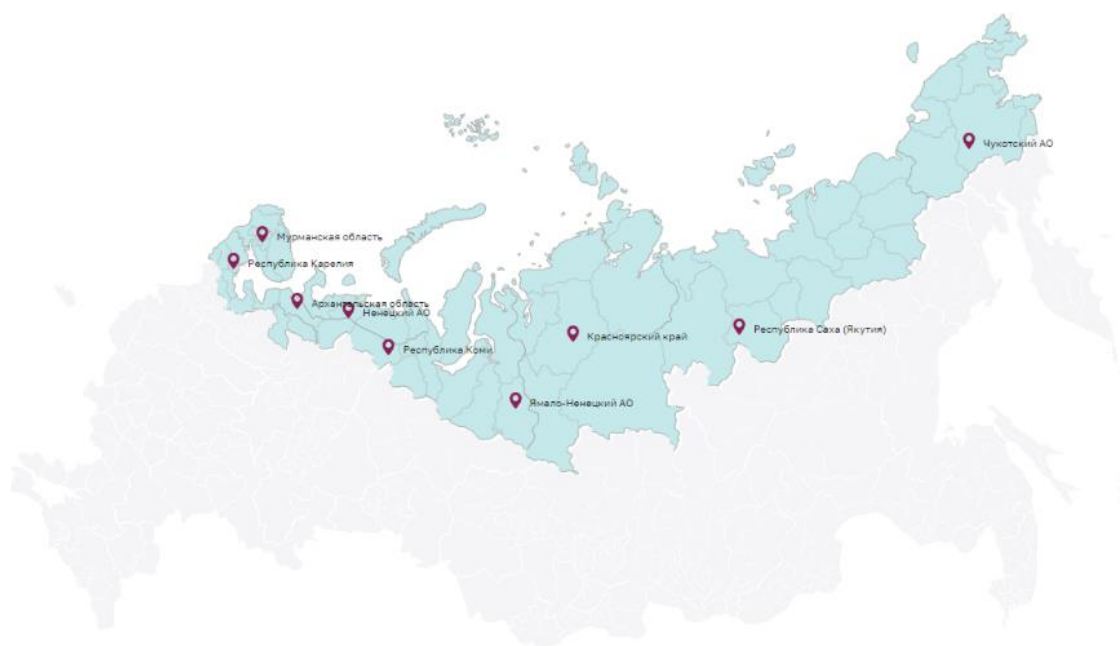 Чукотский АО
Мурманская область
Республика Карелия
Архангельская область
Ненецкий АО
Республика Саха (Якутия)
Красноярский край
Республика Коми
Ямало-Ненецкий АО